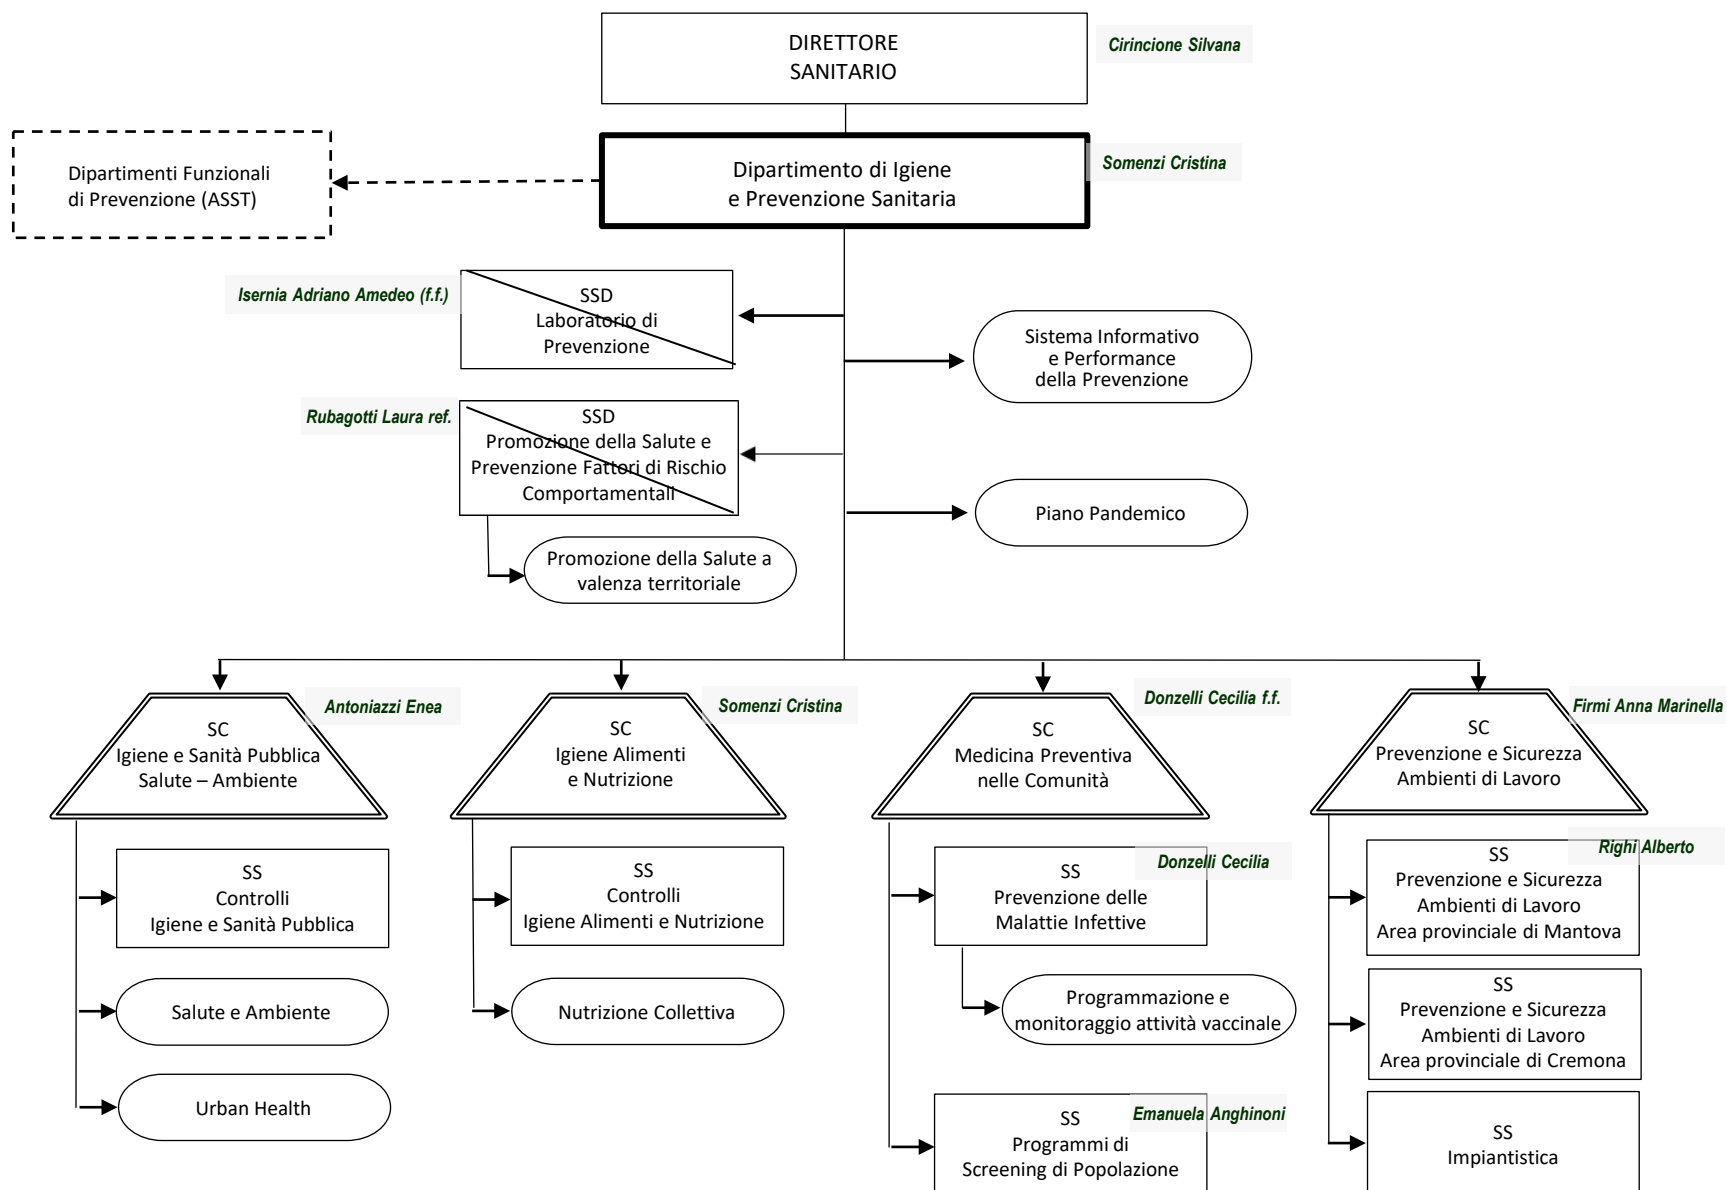 DIRETTORE
SANITARIO
Cirincione Silvana
Dipartimenti Funzionali
di Prevenzione (ASST)
Dipartimento di Igiene
e Prevenzione Sanitaria
Somenzi Cristina
Isernia Adriano Amedeo (f.f.)
SSD
Laboratorio di
Prevenzione
Sistema Informativo
e Performance
della Prevenzione
Rubagotti Laura ref.
SSD
Promozione della Salute e
Prevenzione Fattori di Rischio
Comportamentali
Piano Pandemico
Promozione della Salute a
valenza territoriale
Antoniazzi Enea
SC
Igiene e Sanità Pubblica
Salute – Ambiente
Somenzi Cristina
SC
Igiene Alimenti
e Nutrizione
Donzelli Cecilia f.f.
SC
Medicina Preventiva
nelle Comunità
Firmi Anna Marinella
SC
Prevenzione e Sicurezza
Ambienti di Lavoro
SS
Controlli
Igiene e Sanità Pubblica
Salute e Ambiente
Urban Health
SS
Controlli
Igiene Alimenti e Nutrizione
Nutrizione Collettiva
Donzelli Cecilia
SS
Prevenzione delle
Malattie Infettive
Programmazione e
monitoraggio attività vaccinale
Emanuela Anghinoni
SS
Programmi di
Screening di Popolazione
Righi Alberto
SS
Prevenzione e Sicurezza
Ambienti di Lavoro
Area provinciale di Mantova
SS
Prevenzione e Sicurezza
Ambienti di Lavoro
Area provinciale di Cremona
SS
Impiantistica